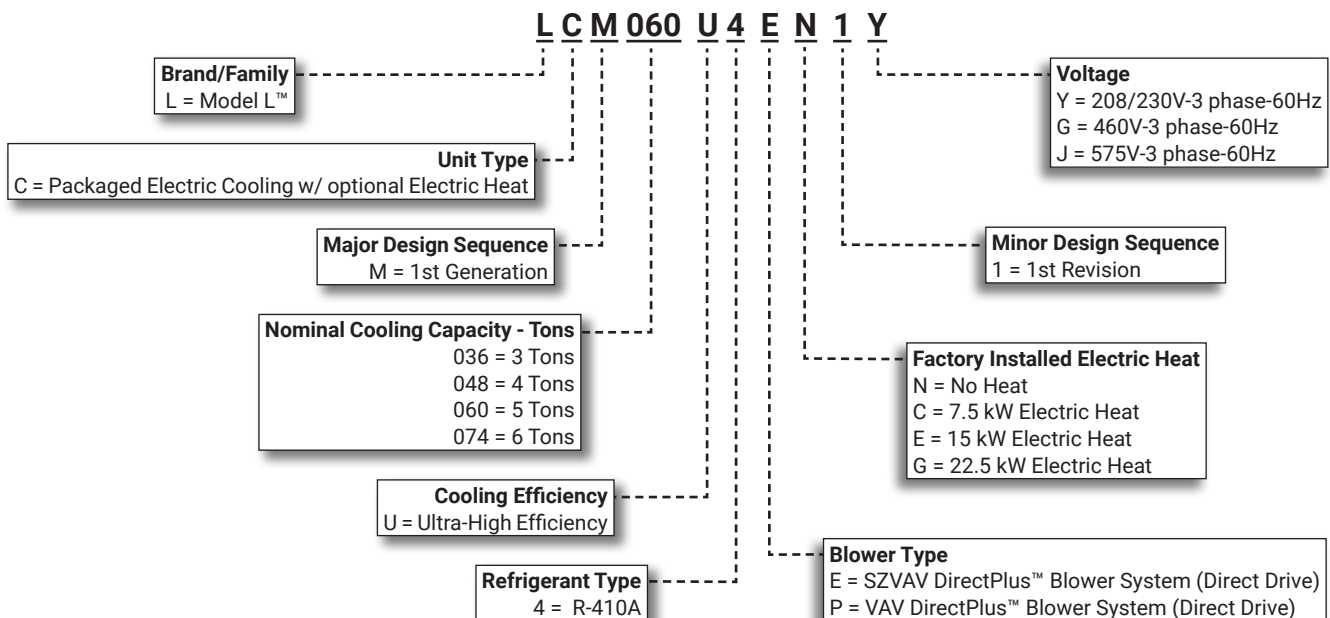 L C M 060 U 4 E N 1 Y
Brand/Family
L = Model L™
Unit Type
C = Packaged Electric Cooling w/ optional Electric Heat
Major Design Sequence
M = 1st Generation
Nominal Cooling Capacity - Tons
036 = 3 Tons
048 = 4 Tons
060 = 5 Tons
074 = 6 Tons
Cooling Efficiency
U = Ultra-High Efficiency
Refrigerant Type
4 = R-410A
Voltage
Y = 208/230V-3 phase-60Hz
G = 460V-3 phase-60Hz
J = 575V-3 phase-60Hz
Minor Design Sequence
1 = 1st Revision
Factory Installed Electric Heat
N = No Heat
C = 7.5 kW Electric Heat
E = 15 kW Electric Heat
G = 22.5 kW Electric Heat
Blower Type
E = SZVAV DirectPlus™ Blower System (Direct Drive)
P = VAV DirectPlus™ Blower System (Direct Drive)